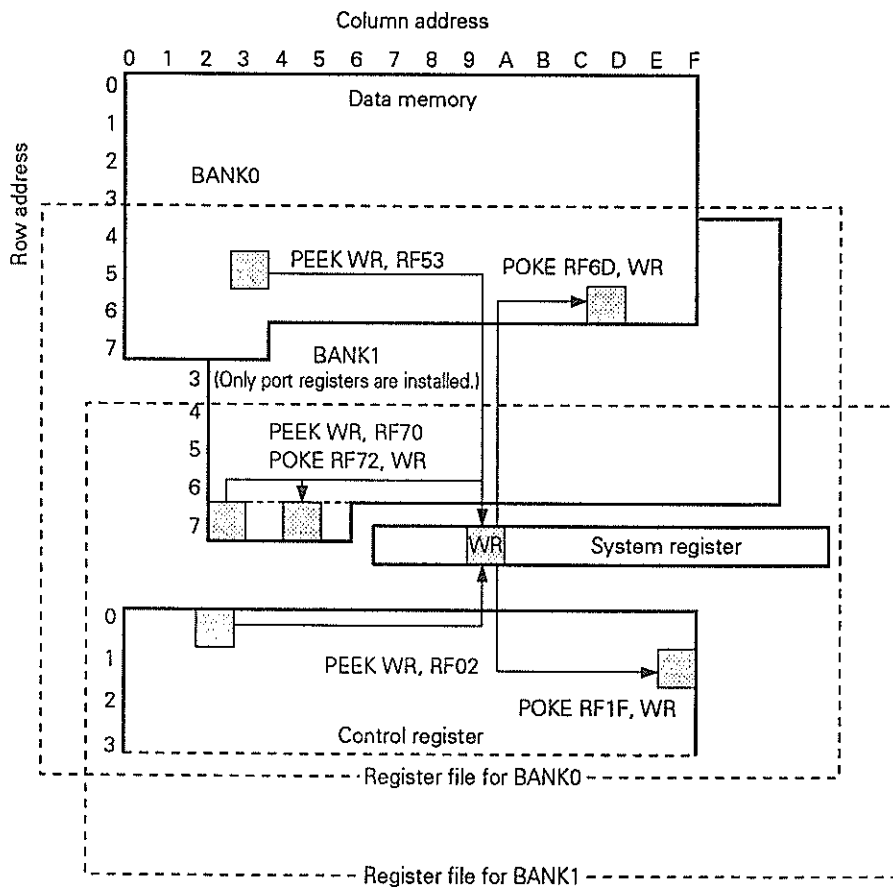 Column address
0 1 2 3 4 5 6 7 8 9 A B C D E F
Row address
0
1
2
3
4
5
6
7
Data memory
BANK0
PEEK WR, RF53
POKE RF6D, WR
BANK1
(Only port registers are installed.)
3
4
5
6
7
PEEK WR, RF70
POKE RF72, WR
WR
System register
0
1
2
3
PEEK WR, RF02
POKE RF1F, WR
Control register
Register file for BANK0
Register file for BANK1